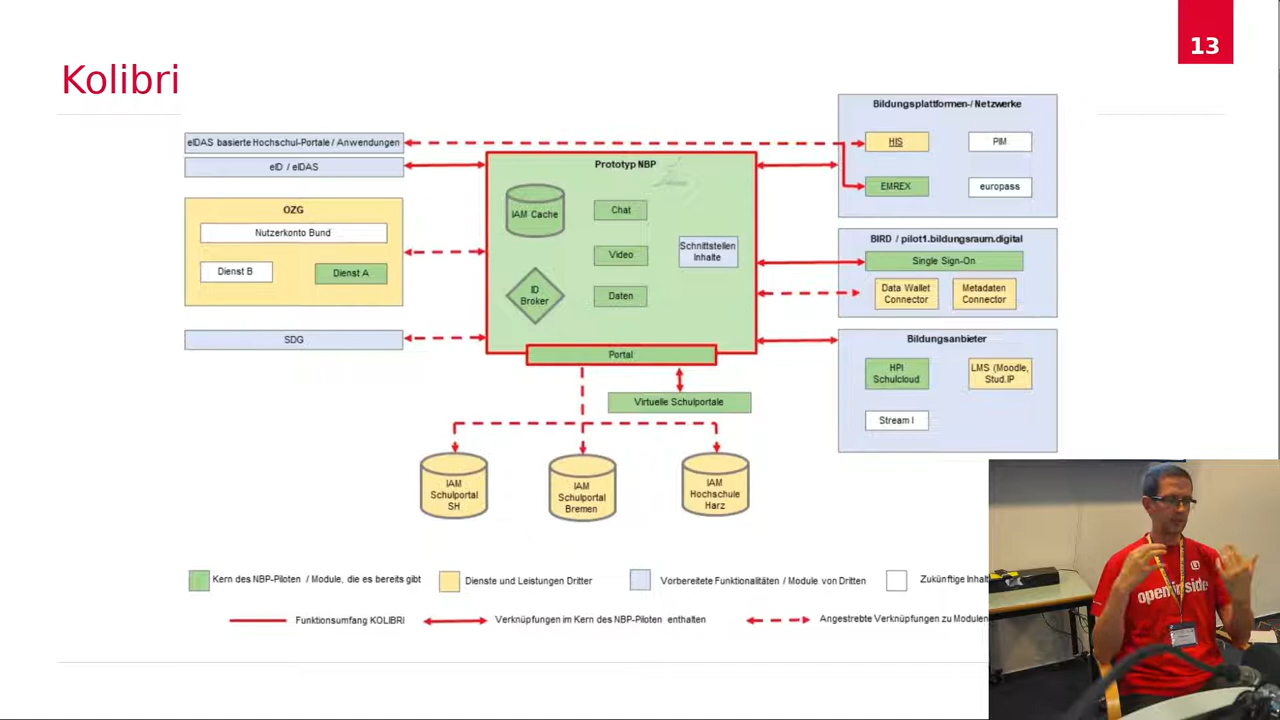 13
Kolibri
eIDAS basierte Hochschul-Portale / Anwendungen
eID / eIDAS
OZG
Nutzerkonto Bund
Dienst B
Dienst A
SDG
Prototyp NBP
IAM Cache
Chat
Video
Schnittstellen
Inhalte
ID
Broker
Daten
Portal
Virtuelle Schulportale
IAM
Schulportal
SH
IAM
Schulportal
Bremen
IAM
Hochschule
Harz
Bildungsplattformen-/ Netzwerke
HIS
PIM
EMREX
europass
BIRD / pilot1.bildungsraum.digital
Single Sign-On
Data Wallet
Connector
Metadaten
Connector
Bildungsanbieter
HPI
Schulcloud
LMS (Moodle,
Stud.IP
Stream I
Kern des NBP-Piloten / Module, die es bereits gibt
Dienste und Leistungen Dritter
Vorbereitete Funktionalitäten / Module von Dritten
Zukünftige Inhalt
Funktionsumfang KOLIBRI
Verknüpfungen im Kern des NBP-Piloten enthalten
Angestrebte Verknüpfungen zu Modulen
openinside